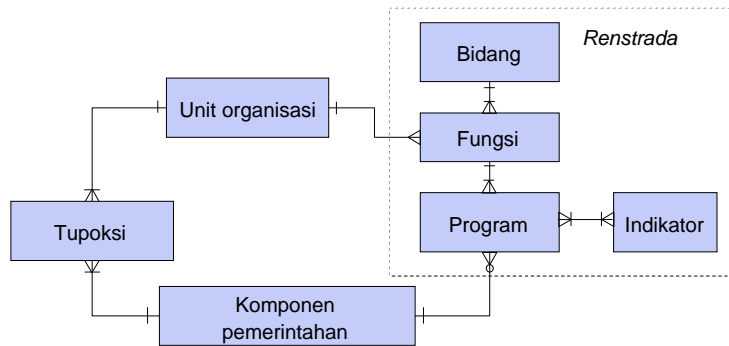 Renstrada
Bidang
Unit organisasi
Fungsi
Tupoksi
Program
Indikator
Komponen
pemerintahan